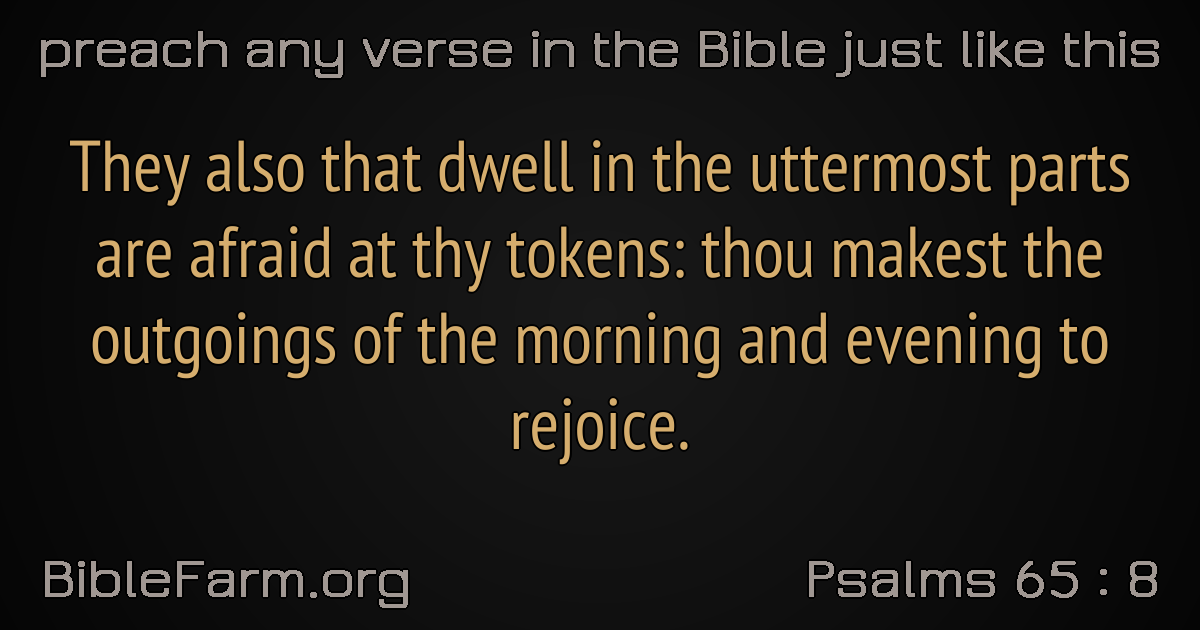 preach any verse in the Bible just like this
They also that dwell in the uttermost parts
are afraid at thy tokens: thou makest the
outgoings of the morning and evening to
rejoice.
BibleFarm.org
Psalms 65 : 8